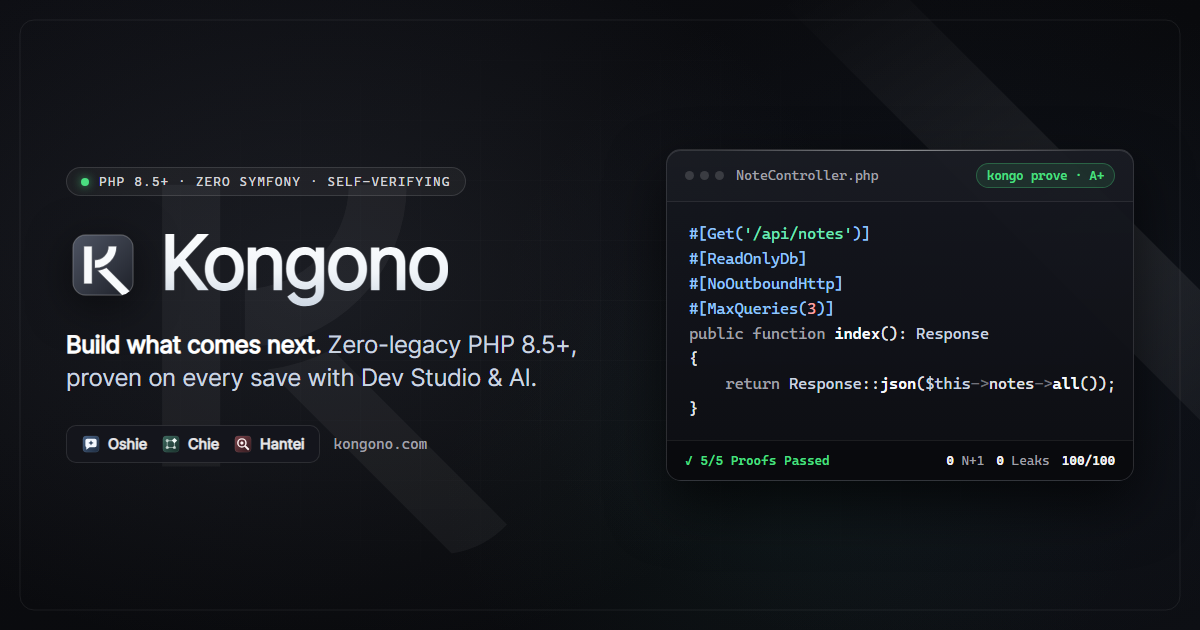 PHP 8.5+ · ZERO SYMFONY · SELF-VERIFYING
Kongono
Build what comes next. Zero-legacy PHP 8.5+,
proven on every save with Dev Studio & AI.
Oshie Chie Hantei kongono.com
NoteController.php kongo prove · A+
#[Get('/api/notes')]
#[ReadOnlyDb]
#[NoOutboundHttp]
#[MaxQueries(3)]
public function index(): Response
{
    return Response::json($this->notes->all());
}
✓ 5/5 Proofs Passed 0 N+1 0 Leaks 100/100